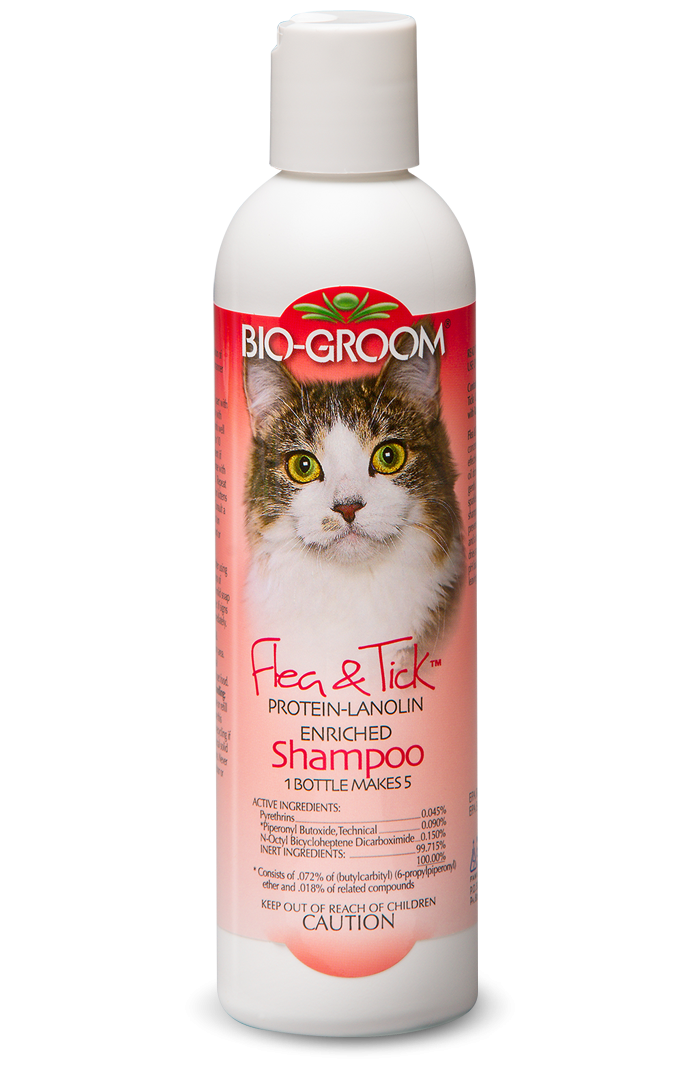 BIO-GROOM®
Flea & Tick™
PROTEIN-LANOLIN
ENRICHED
Shampoo
1 BOTTLE MAKES 5
ACTIVE INGREDIENTS:
Pyrethrins 0.045%
*Piperonyl Butoxide, Technical 0.090%
N-Octyl Bicycloheptene Dicarboximide 0.150%
INERT INGREDIENTS: 99.715%
100.00%
* Consists of .072% of (butylcarbityl) (6-propylpiperonyl)
ether and .018% of related compounds
KEEP OUT OF REACH OF CHILDREN
CAUTION